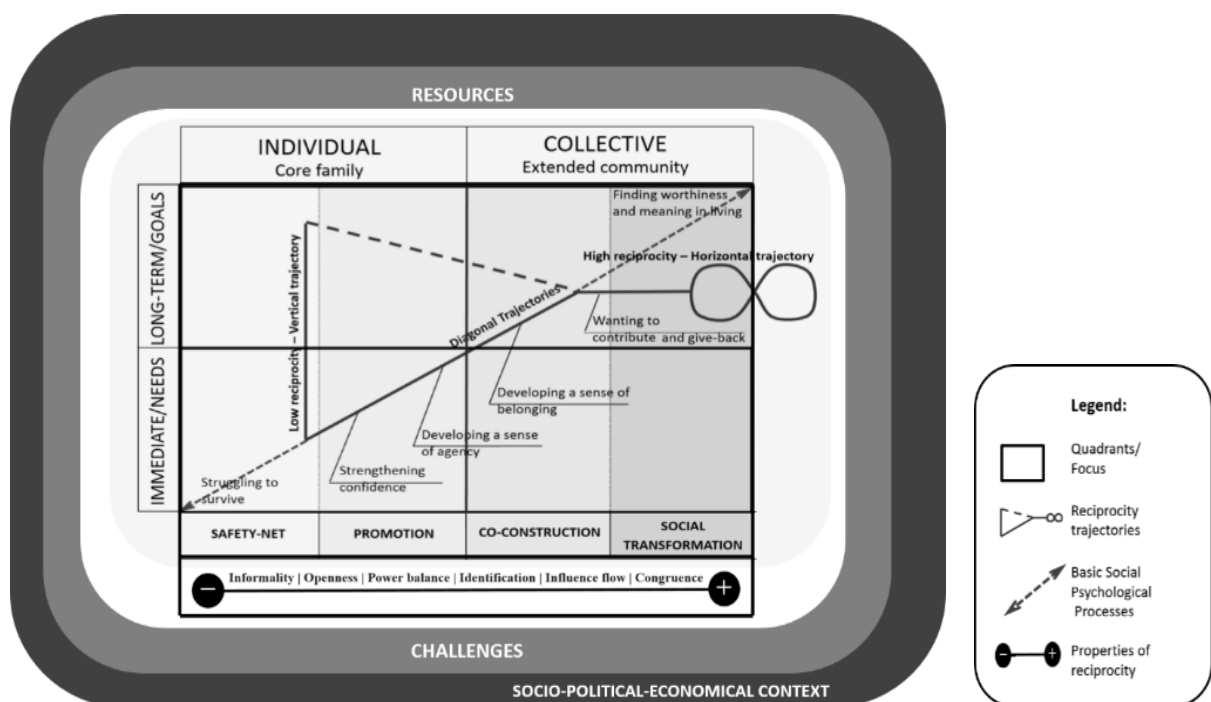 RESOURCES
INDIVIDUAL
Core family
COLLECTIVE
Extended community
LONG-TERM/GOALS
IMMEDIATE/NEEDS
Finding worthiness
and meaning in living
High reciprocity – Horizontal trajectory
Low reciprocity – Vertical trajectory
Diagonal Trajectories
Wanting to
contribute and give-back
Developing a sense of
belonging
Developing a sense
of agency
Strengthening
confidence
Struggling to
survive
SAFETY-NET
PROMOTION
CO-CONSTRUCTION
SOCIAL
TRANSFORMATION
Informality | Openness | Power balance | Identification | Influence flow | Congruence
− +
CHALLENGES
SOCIO-POLITICAL-ECONOMICAL CONTEXT
Legend:
Quadrants/
Focus
Reciprocity
trajectories
Basic Social
Psychological
Processes
− +
Properties of
reciprocity